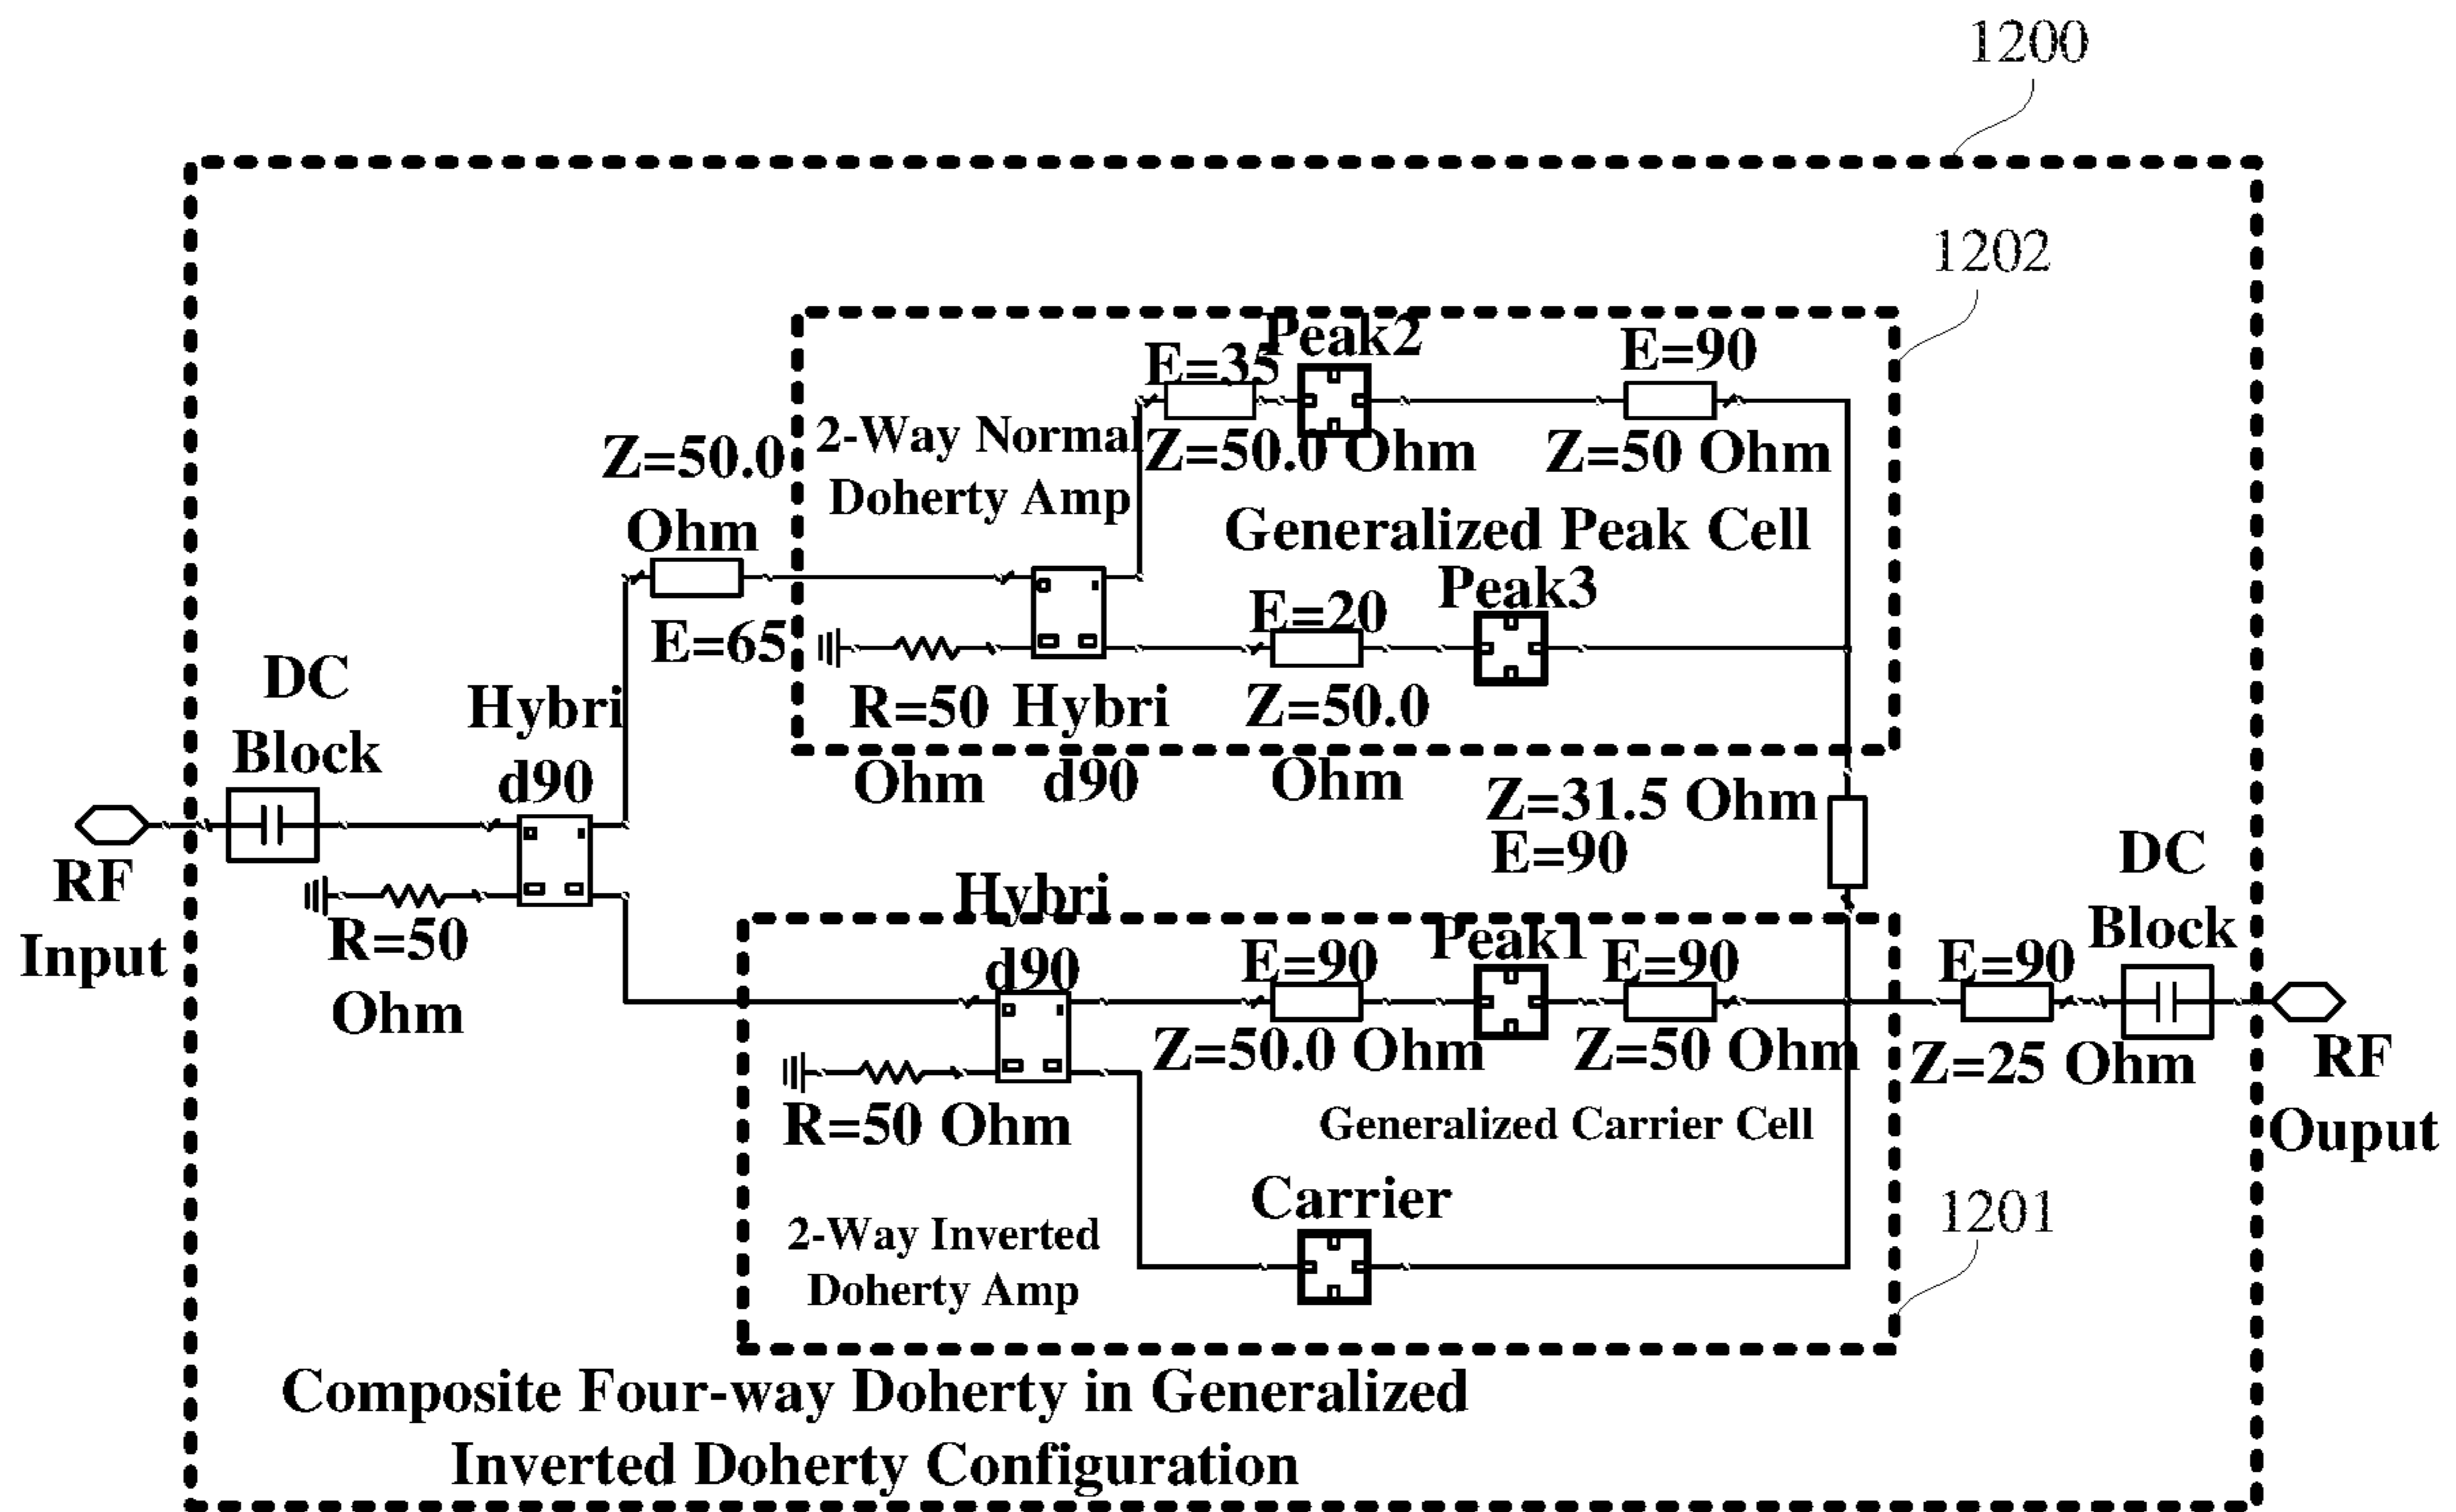 1200
1202
Peak2
E=35
E=90
2-Way Normal
Doherty Amp
Z=50.0 Ohm
Z=50 Ohm
Z=50.0
Ohm
E=65
Generalized Peak Cell
Peak3
E=20
Z=50.0
Ohm
R=50
Ohm
Hybri
d90
DC
Block
Hybri
d90
RF
Input
R=50
Ohm
Z=31.5 Ohm
E=90
Hybri
d90
E=90
Peak1
E=90
E=90
DC
Block
Z=50.0 Ohm
Z=50 Ohm
Z=25 Ohm
RF
Ouput
R=50 Ohm
Generalized Carrier Cell
Carrier
2-Way Inverted
Doherty Amp
1201
Composite Four-way Doherty in Generalized
Inverted Doherty Configuration